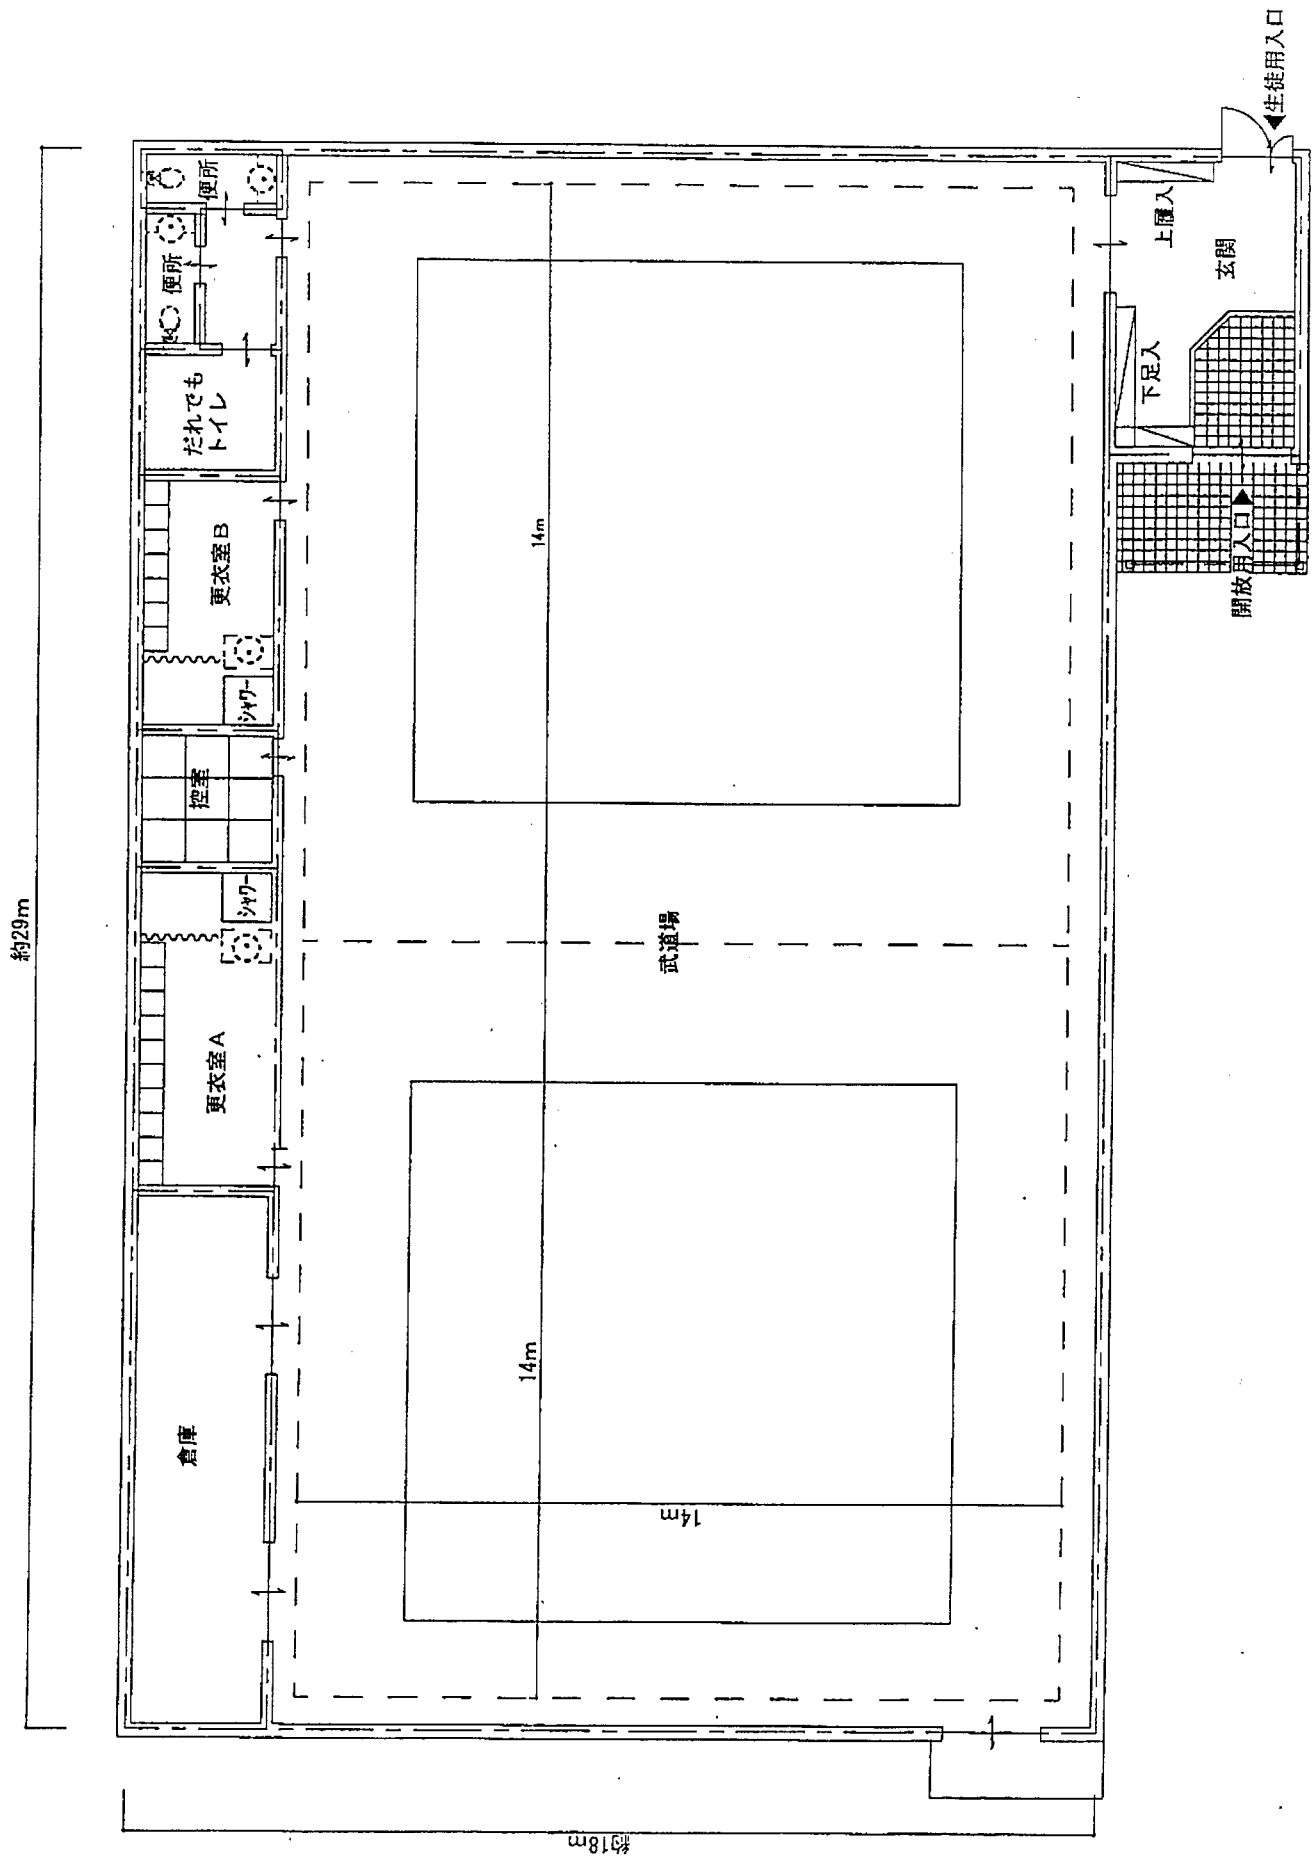 約29m
倉庫
更衣室A
シャワー
控室
シャワー
更衣室B
だれでも
トイレ
便所
便所
14m
14m
14m
武道場
約18m
下足入
上履入
玄関
開放用入口
生徒用入口